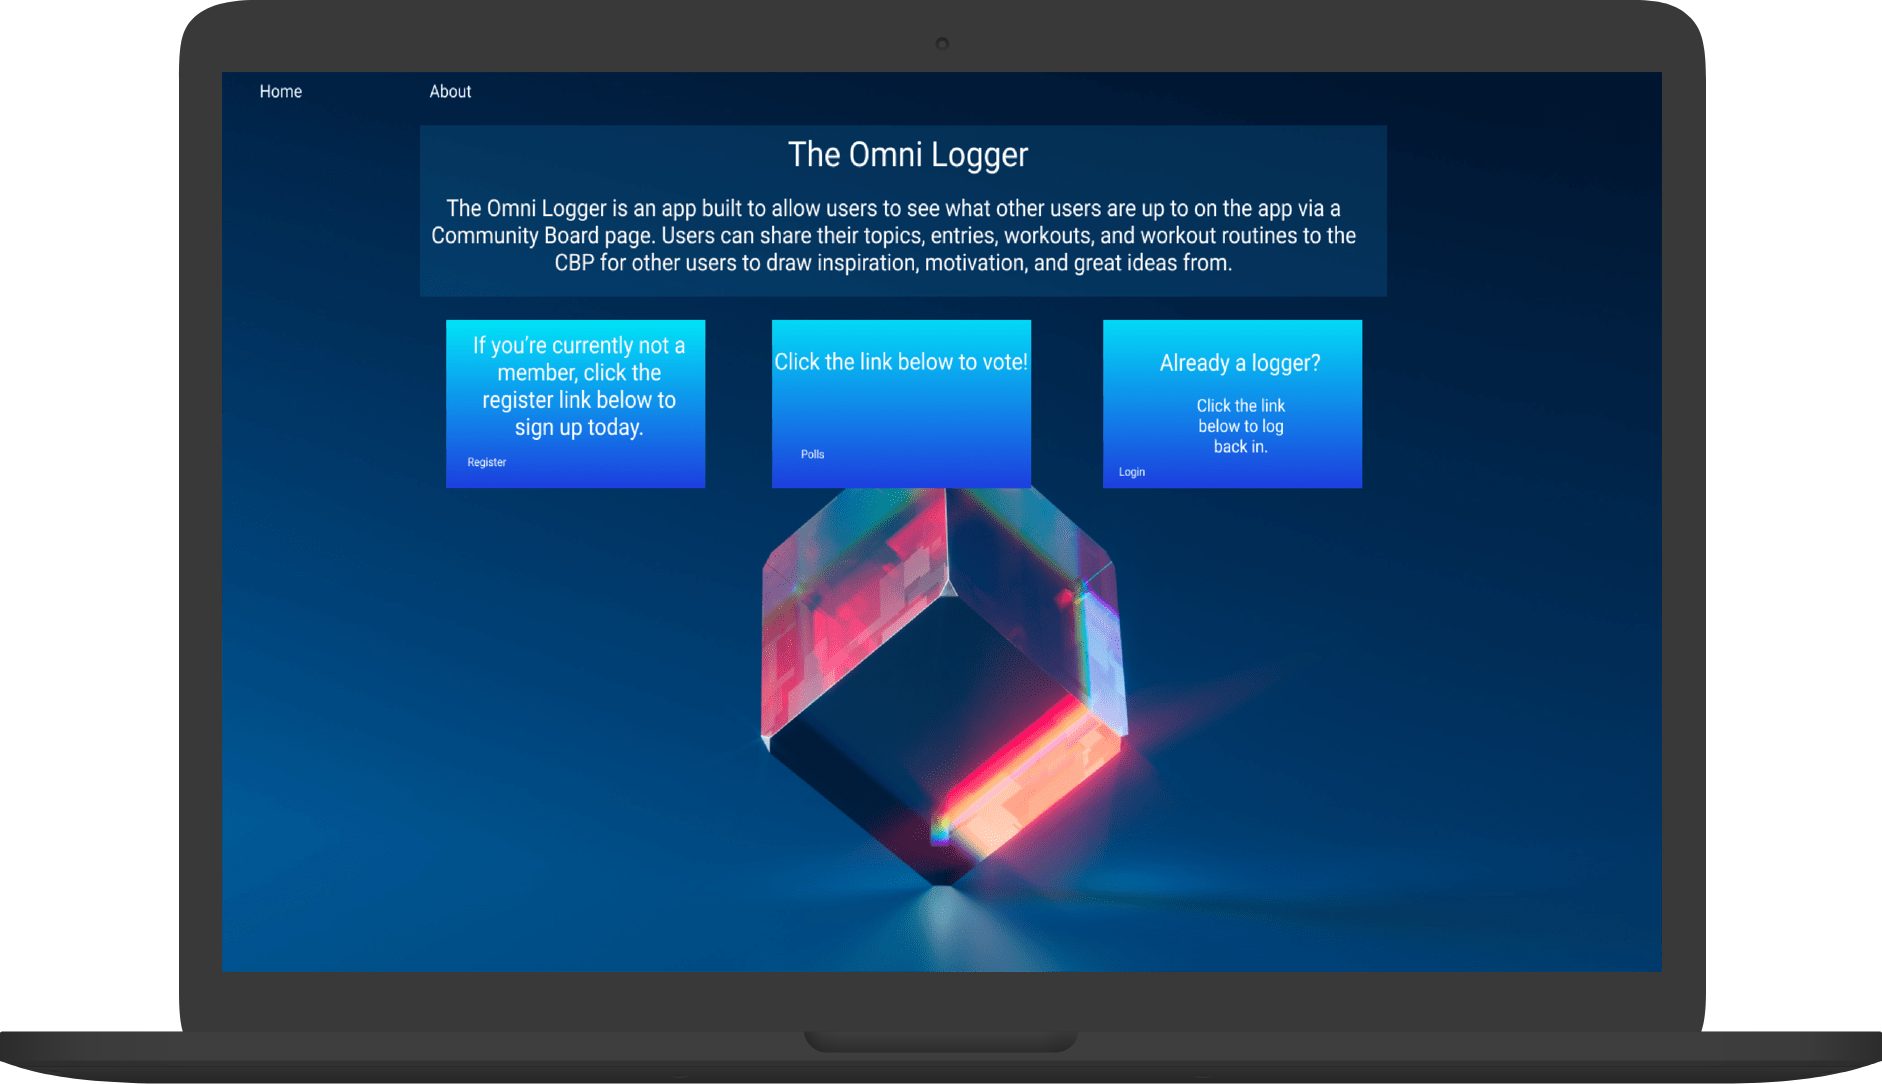 Home
About
The Omni Logger
The Omni Logger is an app built to allow users to see what other users are up to on the app via a
Community Board page. Users can share their topics, entries, workouts, and workout routines to the
CBP for other users to draw inspiration, motivation, and great ideas from.
If you're currently not a
member, click the
register link below to
sign up today.
Register
Click the link below to vote!
Polls
Already a logger?
Click the link
below to log
back in.
Login